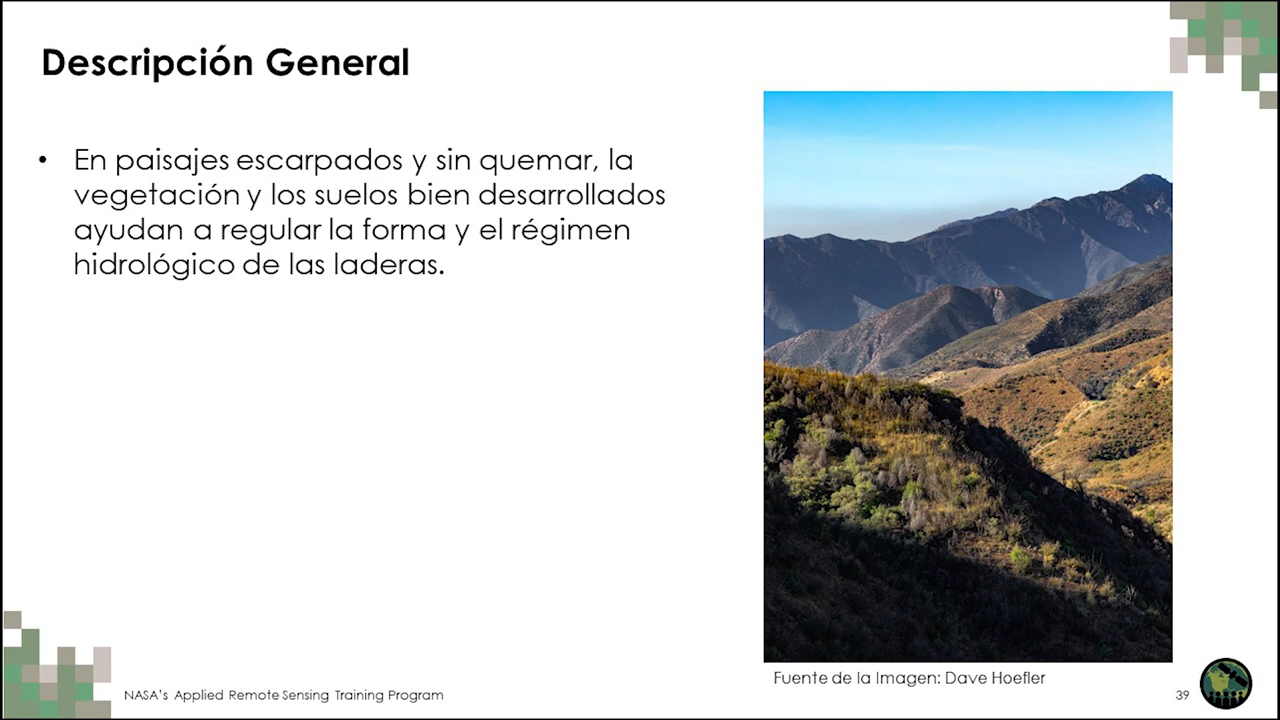 Descripción General
• En paisajes escarpados y sin quemar, la
vegetación y los suelos bien desarrollados
ayudan a regular la forma y el régimen
hidrológico de las laderas.
Fuente de la Imagen: Dave Hoefler
NASA's Applied Remote Sensing Training Program
39